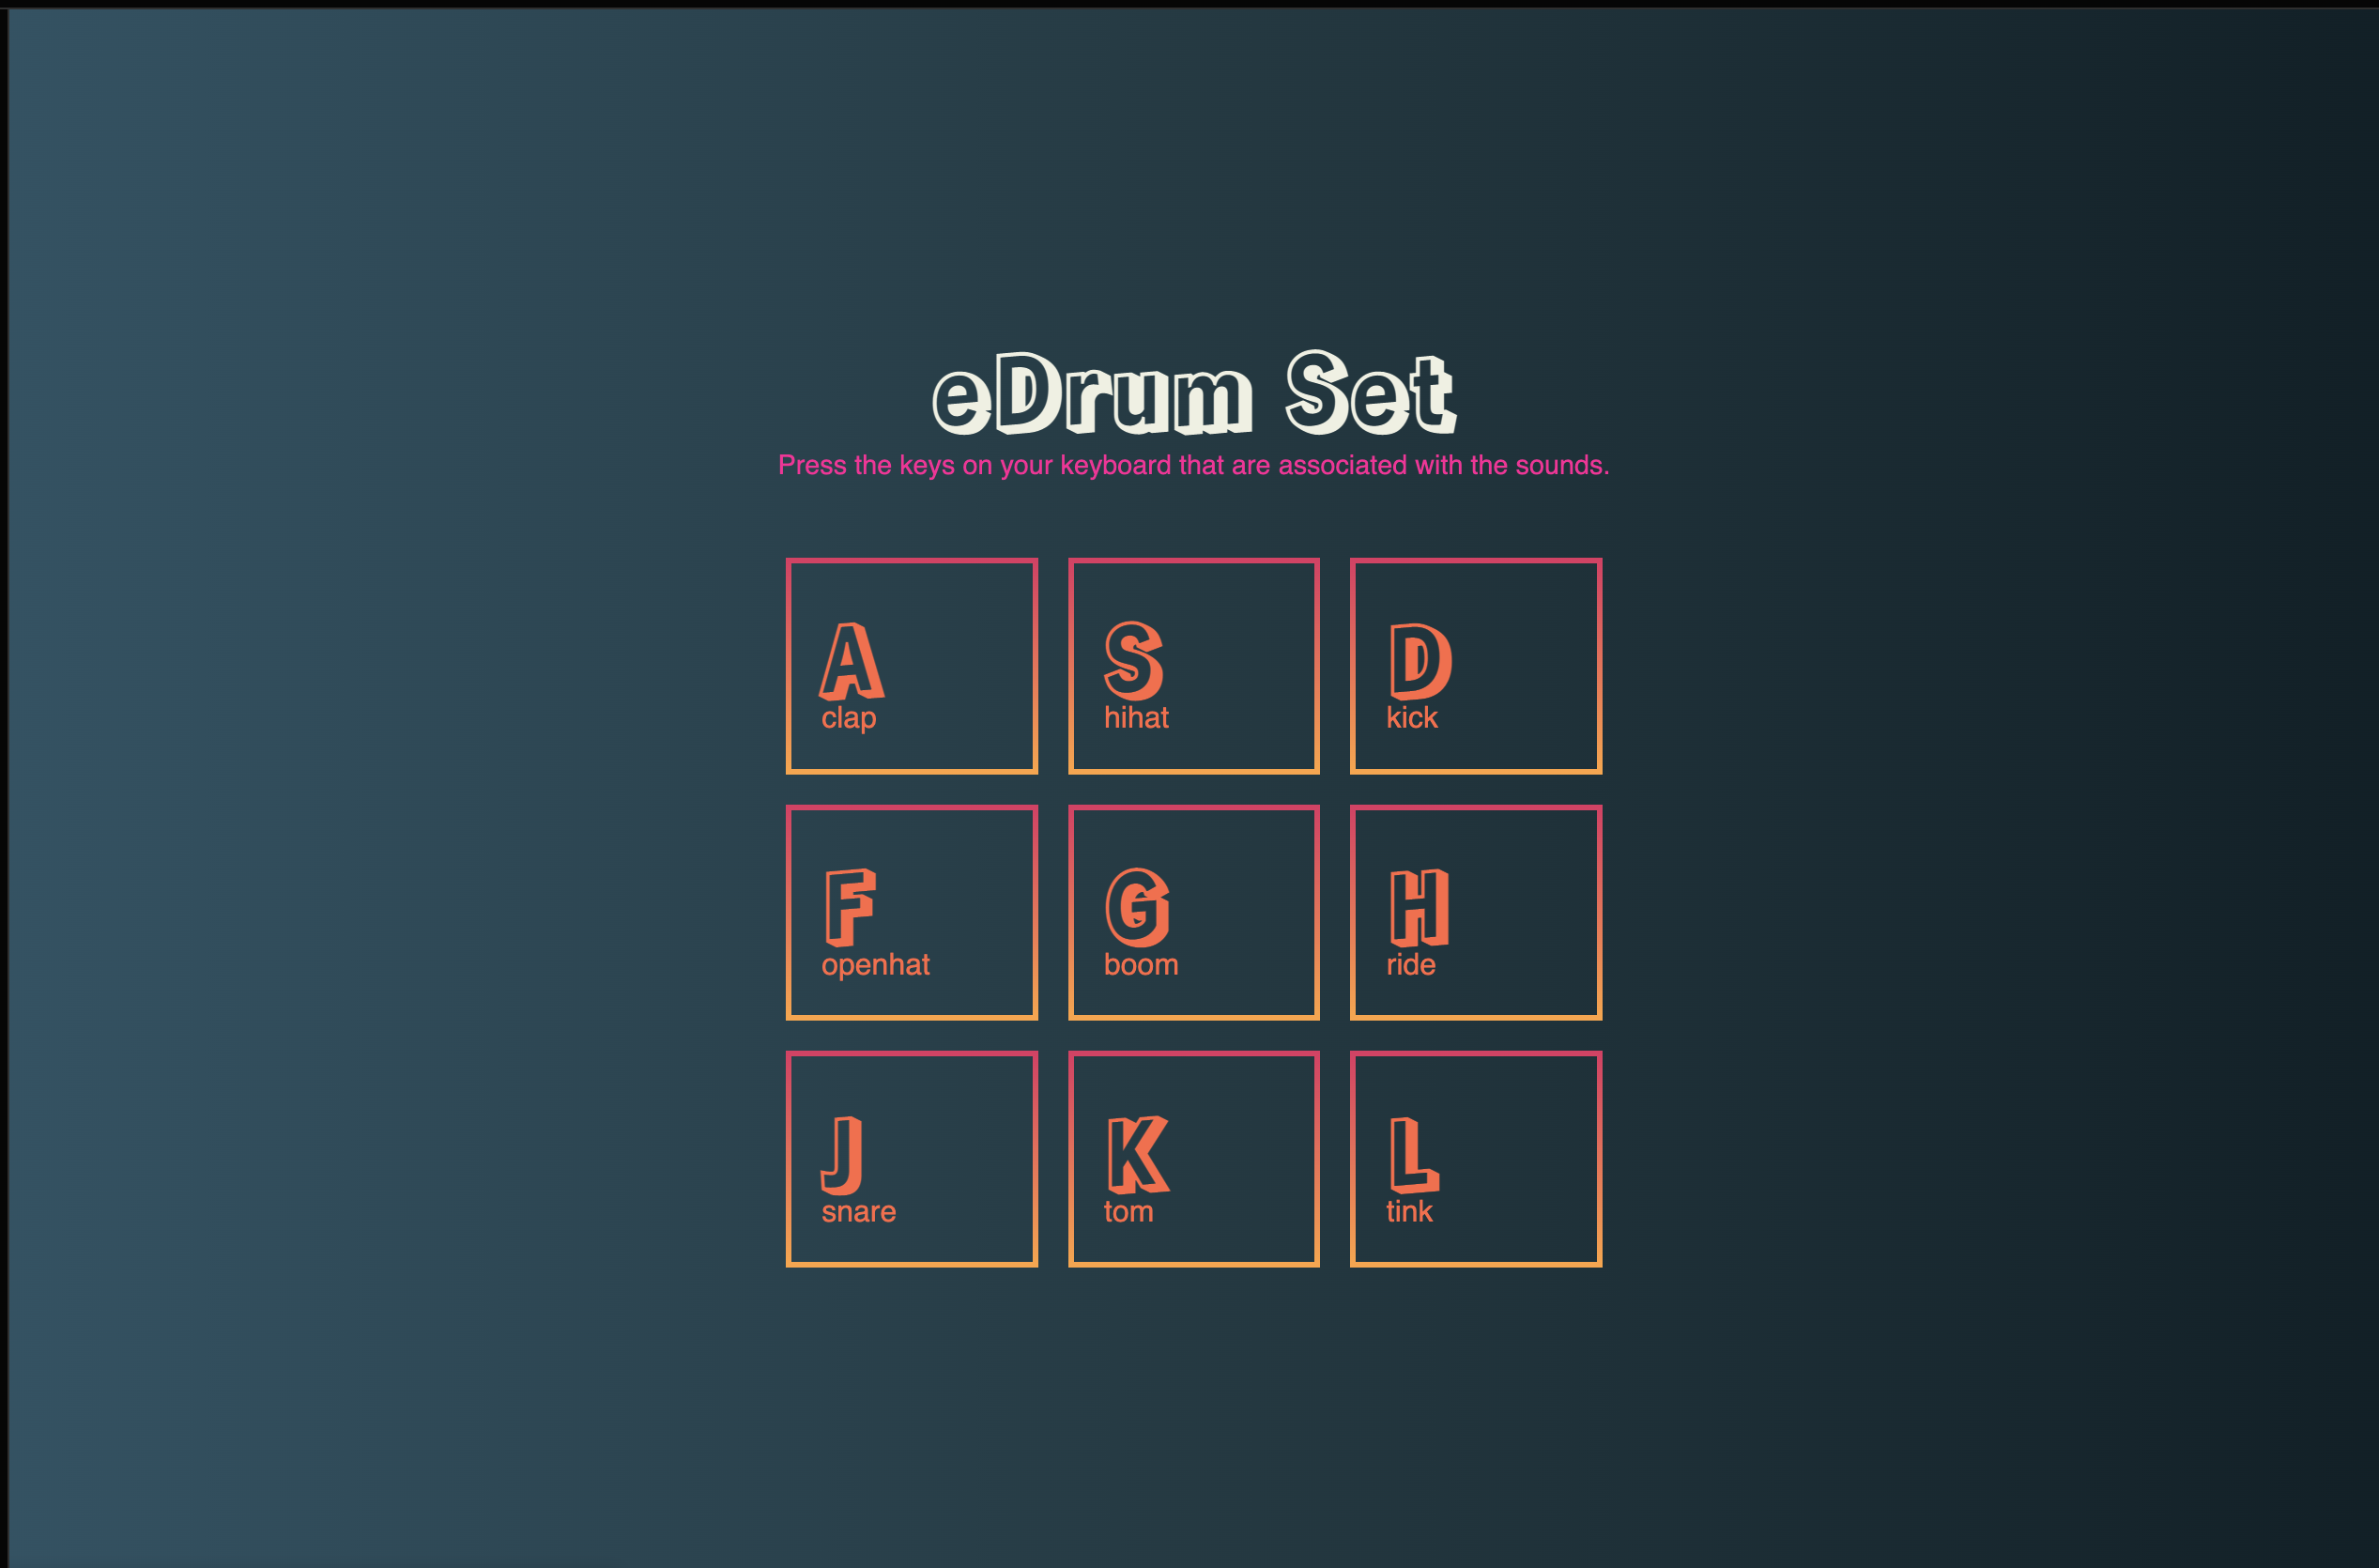 eDrum Set
Press the keys on your keyboard that are associated with the sounds.
A
clap
S
hihat
D
kick
F
openhat
G
boom
H
ride
J
snare
K
tom
L
tink